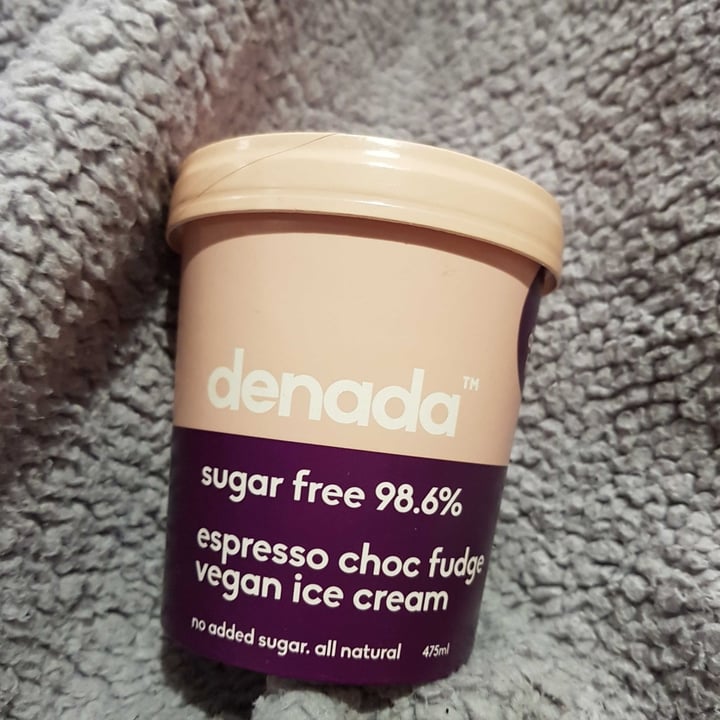 denada™
sugar free 98.6%
espresso choc fudge
vegan ice cream
no added sugar. all natural 475ml